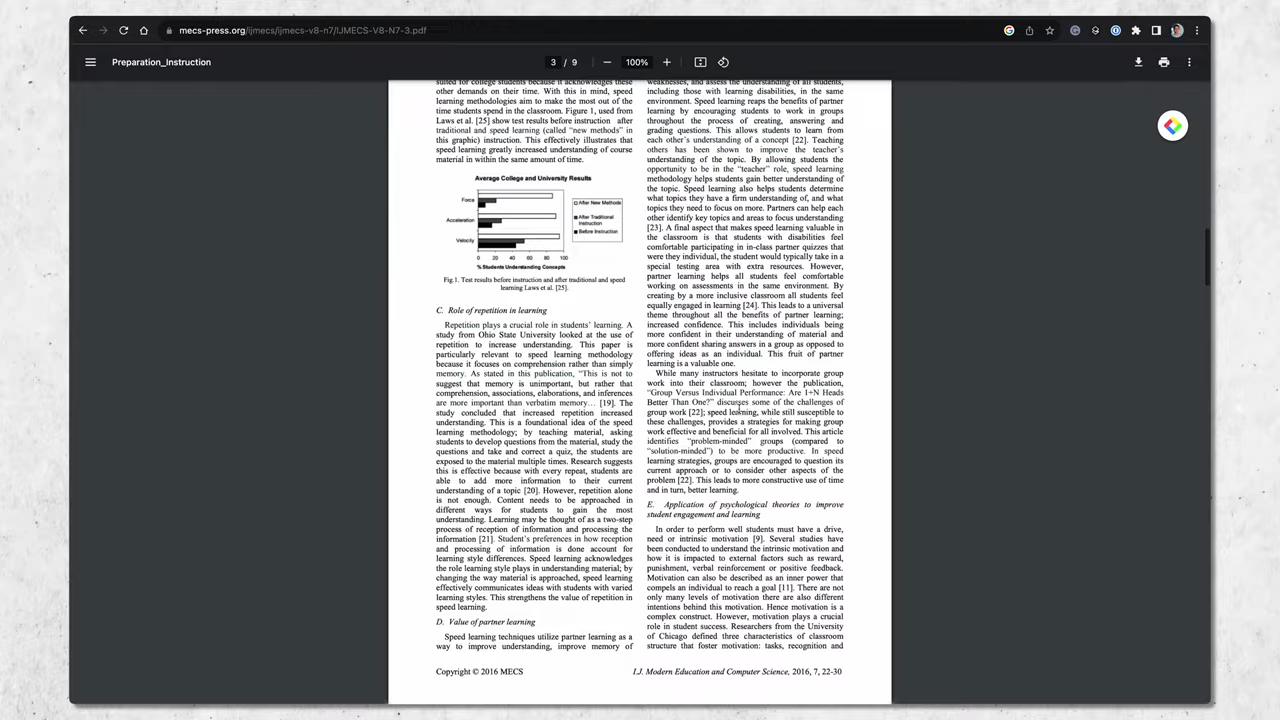 mecs-press.org/ijmecs/ijmecs-v8-n7/IJMECS-V8-N7-3.pdf
Preparation_Instruction
3 / 9
100%
suited for college students because it acknowledges these
other demands on their time. With this in mind, speed
learning methodologies aim to make the most out of the
time students spend in the classroom. Figure 1, used from
Laws et al. [25] show test results before instruction after
traditional and speed learning (called "new methods" in
this graphic) instruction. This effectively illustrates that
speed learning greatly increased understanding of course
material in within the same amount of time.
Average College and University Results
Force
Acceleration
Velocity
0 20 40 60 80 100
% Students Understanding Concepts
After New Methods
After Traditional
Instruction
Before Instruction
Fig.1. Test results before instruction and after traditional and speed
learning Laws et al. [25].
C. Role of repetition in learning
Repetition plays a crucial role in students' learning. A
study from Ohio State University looked at the use of
repetition to increase understanding. This paper is
particularly relevant to speed learning methodology
because it focuses on comprehension rather than simply
memory. As stated in this publication, "This is not to
suggest that memory is unimportant, but rather that
comprehension, associations, elaborations, and inferences
are more important than verbatim memory… [19]. The
study concluded that increased repetition increased
understanding. This is a foundational idea of the speed
learning methodology; by teaching material, asking
students to develop questions from the material, study the
questions and take and correct a quiz, the students are
exposed to the material multiple times. Research suggests
this is effective because with every repeat, students are
able to add more information to their current
understanding of a topic [20]. However, repetition alone
is not enough. Content needs to be approached in
different ways for students to gain the most
understanding. Learning may be thought of as a two-step
process of reception of information and processing the
information [21]. Student's preferences in how reception
and processing of information is done account for
learning style differences. Speed learning acknowledges
the role learning style plays in understanding material; by
changing the way material is approached, speed learning
effectively communicates ideas with students with varied
learning styles. This strengthens the value of repetition in
speed learning.
D. Value of partner learning
Speed learning techniques utilize partner learning as a
way to improve understanding, improve memory of
weaknesses, and assess the understanding of all students,
including those with learning disabilities, in the same
environment. Speed learning reaps the benefits of partner
learning by encouraging students to work in groups
throughout the process of creating, answering and
grading questions. This allows students to learn from
each other's understanding of a concept [22]. Teaching
others has been shown to improve the teacher's
understanding of the topic. By allowing students the
opportunity to be in the "teacher" role, speed learning
methodology helps students gain better understanding of
the topic. Speed learning also helps students determine
what topics they have a firm understanding of, and what
topics they need to focus on more. Partners can help each
other identify key topics and areas to focus understanding
[23]. A final aspect that makes speed learning valuable in
the classroom is that students with disabilities feel
comfortable participating in in-class partner quizzes that
were they individual, the student would typically take in a
special testing area with extra resources. However,
partner learning helps all students feel comfortable
working on assessments in the same environment. By
creating by a more inclusive classroom all students feel
equally engaged in learning [24]. This leads to a universal
theme throughout all the benefits of partner learning;
increased confidence. This includes individuals being
more confident in their understanding of material and
more confident sharing answers in a group as opposed to
offering ideas as an individual. This fruit of partner
learning is a valuable one.
While many instructors hesitate to incorporate group
work into their classroom; however the publication,
"Group Versus Individual Performance: Are 1+N Heads
Better Than One?" discusses some of the challenges of
group work [22]; speed learning, while still susceptible to
these challenges, provides a strategies for making group
work effective and beneficial for all involved. This article
identifies "problem-minded" groups (compared to
"solution-minded") to be more productive. In speed
learning strategies, groups are encouraged to question its
current approach or to consider other aspects of the
problem [22]. This leads to more constructive use of time
and in turn, better learning.
E. Application of psychological theories to improve
student engagement and learning
In order to perform well students must have a drive,
need or intrinsic motivation [9]. Several studies have
been conducted to understand the intrinsic motivation and
how it is impacted to external factors such as reward,
punishment, verbal reinforcement or positive feedback.
Motivation can also be described as an inner power that
compels an individual to reach a goal [11]. There are not
only many levels of motivation there are also different
intentions behind this motivation. Hence motivation is a
complex construct. However, motivation plays a crucial
role in student success. Researchers from the University
of Chicago defined three characteristics of classroom
structure that foster motivation: tasks, recognition and
Copyright © 2016 MECS
I.J. Modern Education and Computer Science, 2016, 7, 22-30